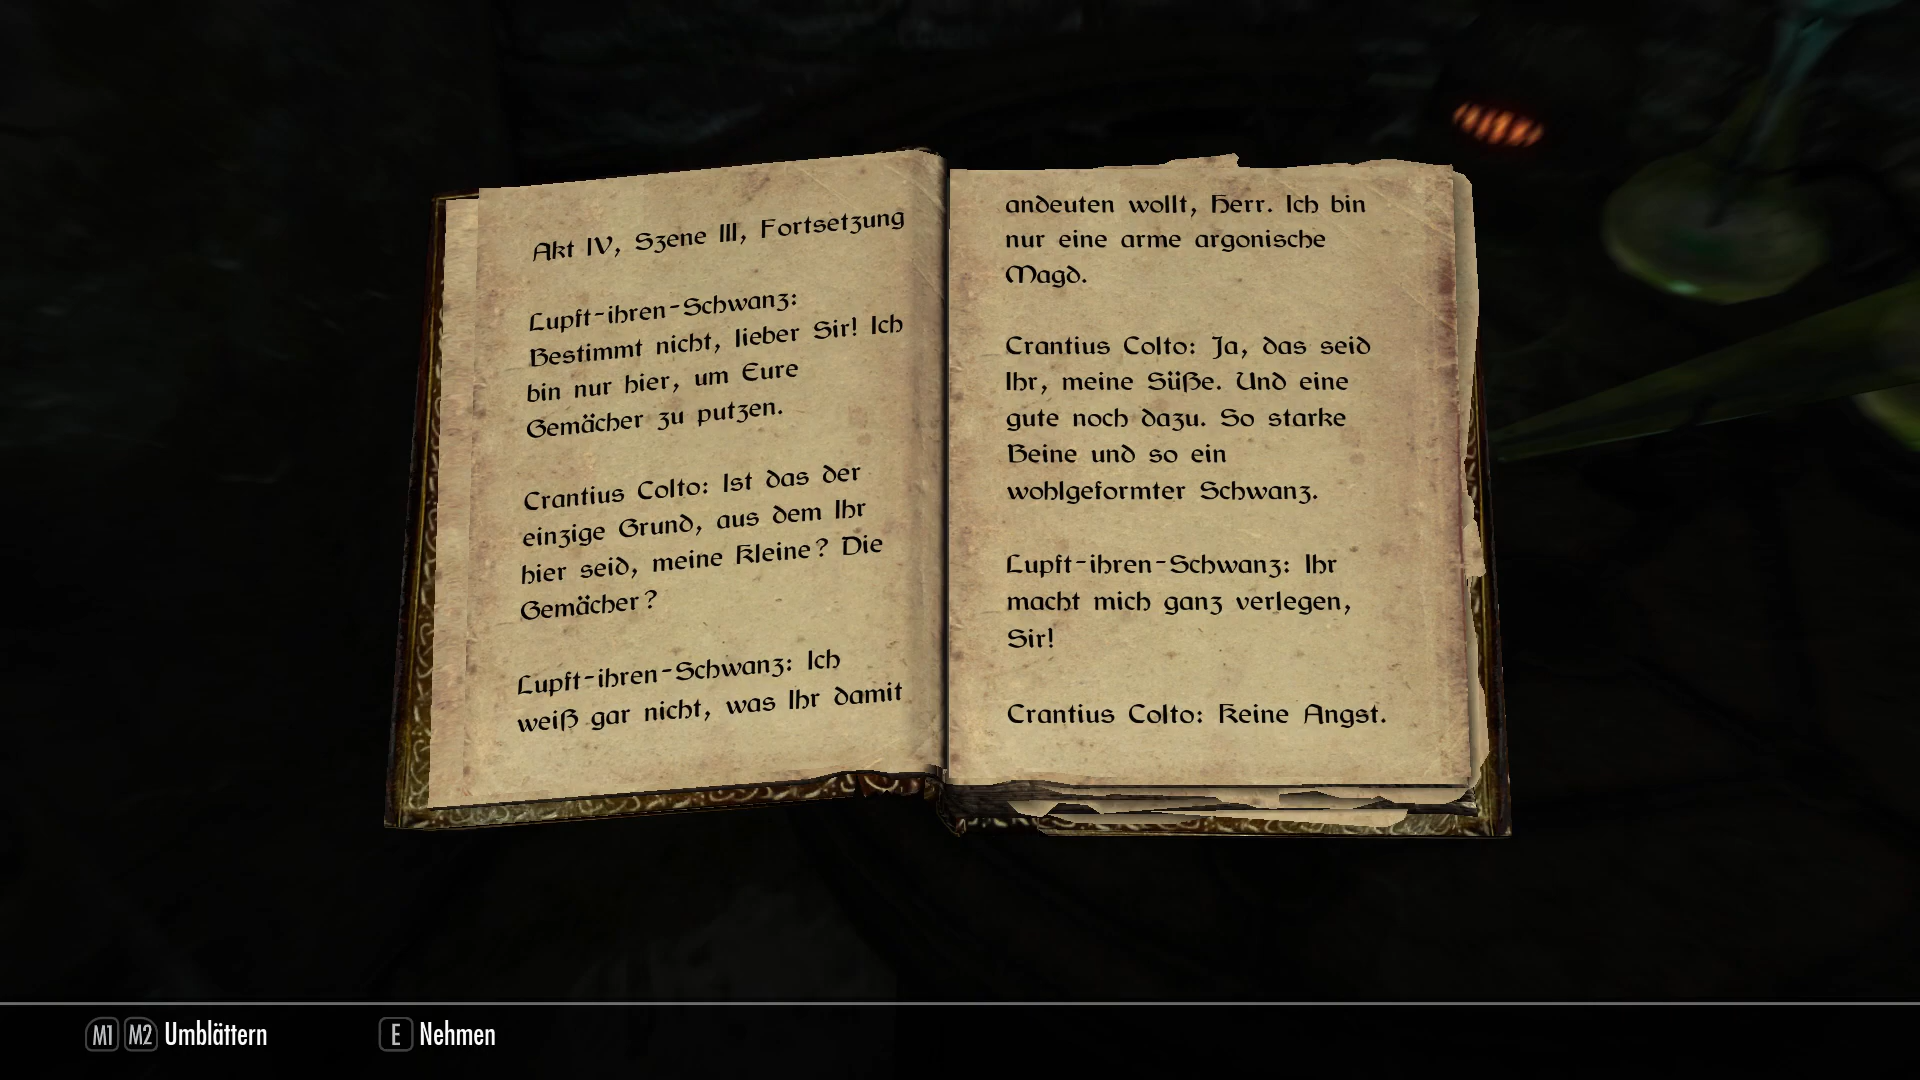 Akt IV, Szene III, Fortsetzung
Lupft-ihren-Schwanz:
Bestimmt nicht, lieber Sir! Ich
bin nur hier, um Eure
Gemächer zu putzen.
Crantius Colto: Ist das der
einzige Grund, aus dem Ihr
hier seid, meine Kleine? Die
Gemächer?
Lupft-ihren-Schwanz: Ich
weiß gar nicht, was Ihr damit
andeuten wollt, Herr. Ich bin
nur eine arme argonische
Magd.
Crantius Colto: Ja, das seid
Ihr, meine Süße. Und eine
gute noch dazu. So starke
Beine und so ein
wohlgeformter Schwanz.
Lupft-ihren-Schwanz: Ihr
macht mich ganz verlegen,
Sir!
Crantius Colto: Keine Angst.
M1 M2 Umblättern E Nehmen